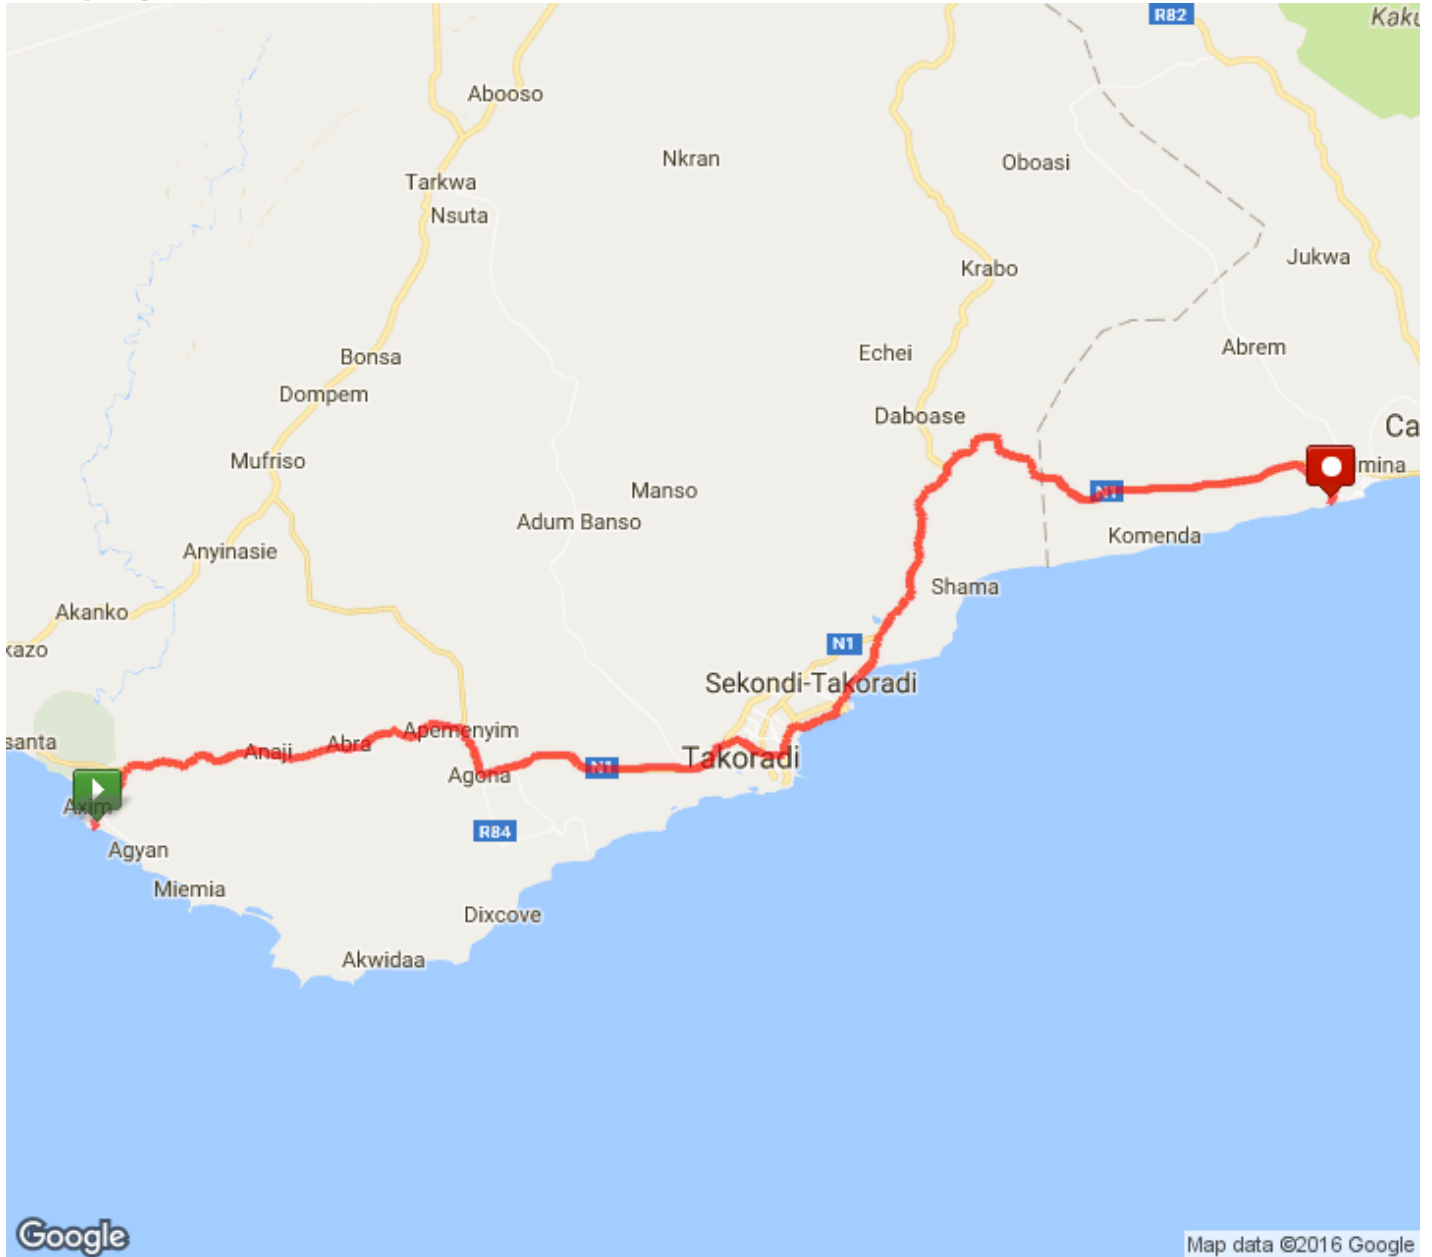 R82
Kaku
Abooso
Nkran
Oboasi
Tarkwa
Nsuta
Jukwa
Krabo
Abrem
Echei
Bonsa
Dompem
Daboase
Ca
Mufriso
mina
Manso
N1
Adum Banso
Komenda
Anyinasie
Shama
Akanko
N1
kazo
Sekondi-Takoradi
Apemenyim
santa
Abra
Anaji
Takoradi
N1
Agona
Axim
R84
Agyan
Miemia
Dixcove
Akwidaa
Google
Map data ©2016 Google